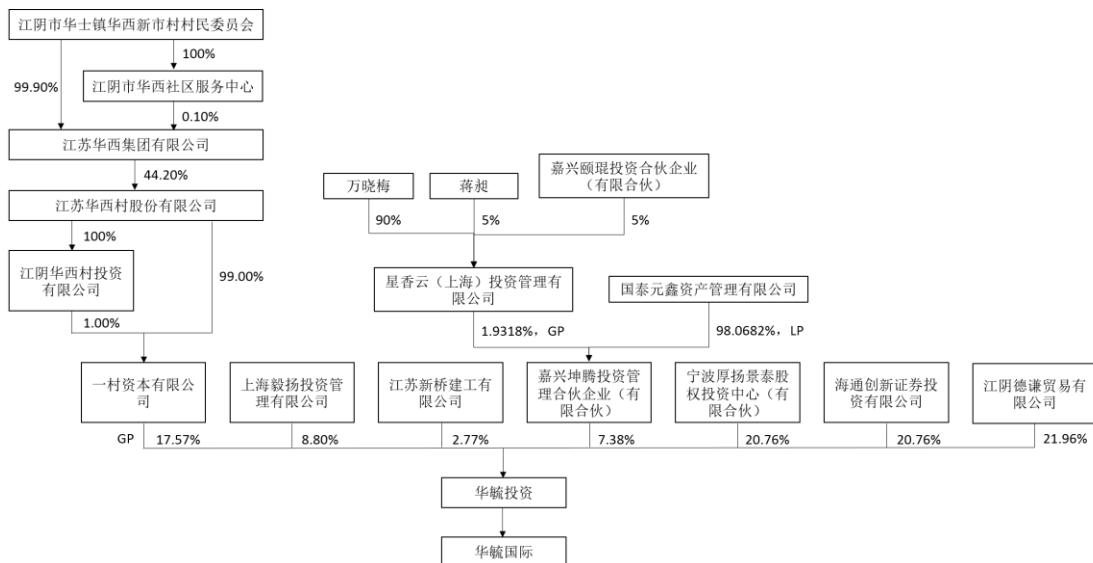 江阴市华士镇华西新市村村民委员会
100%
99.90%
江阴市华西社区服务中心
0.10%
江苏华西集团有限公司
44.20%
江苏华西村股份有限公司
100%
99.00%
江阴华西村投资
有限公司
1.00%
万晓梅
蒋昶
嘉兴颐琨投资合伙企业
（有限合伙）
90%
5%
5%
星香云（上海）投资管理有
限公司
国泰元鑫资产管理有限公司
1.9318%，GP
98.0682%，LP
一村资本有限公
司
上海毅扬投资管
理有限公司
江苏新桥建工有
限公司
嘉兴坤腾投资管
理合伙企业（有
限合伙）
宁波厚扬景泰股
权投资中心（有
限合伙）
海通创新证券投
资有限公司
江阴德谦贸易有
限公司
GP
17.57%
8.80%
2.77%
7.38%
20.76%
20.76%
21.96%
华毓投资
华毓国际